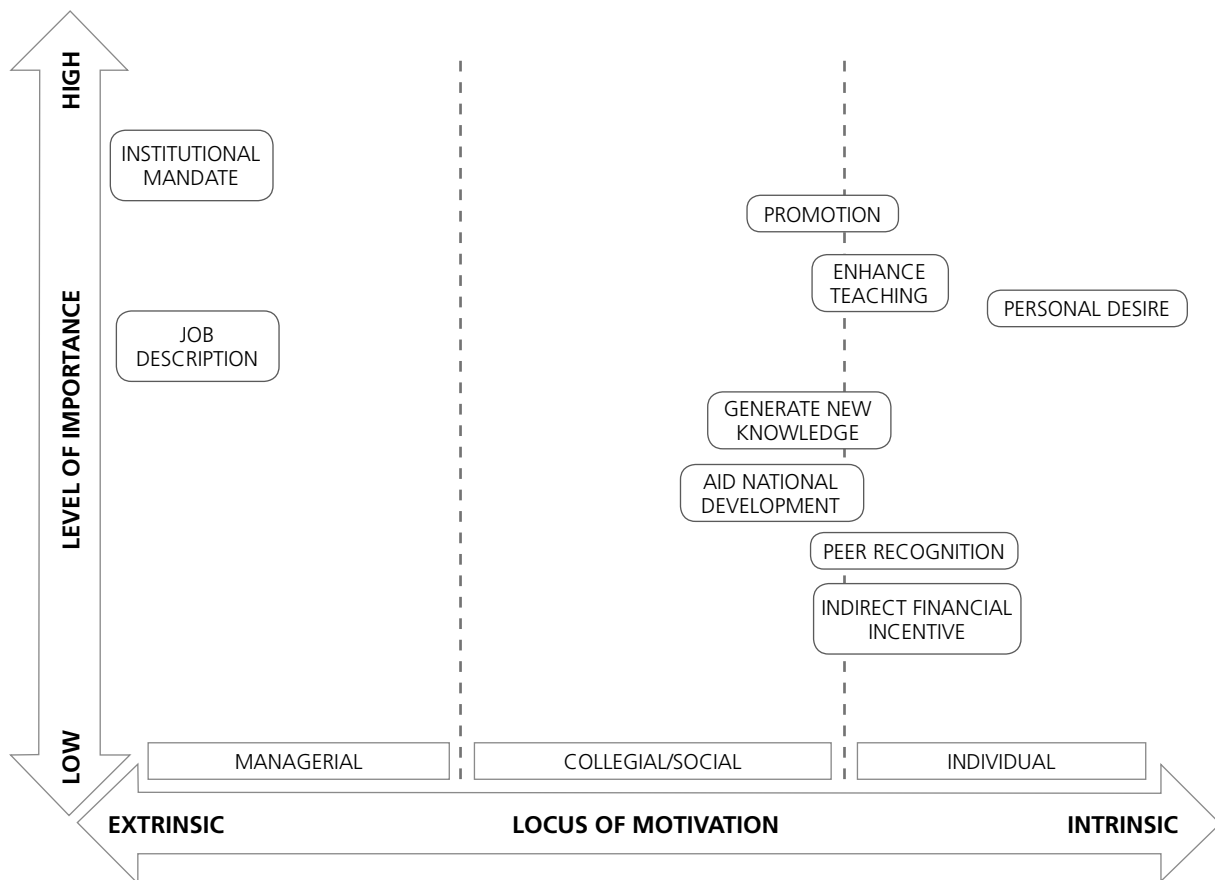 HIGH
INSTITUTIONAL
MANDATE
PROMOTION
ENHANCE
TEACHING
PERSONAL DESIRE
JOB
DESCRIPTION
LEVEL OF IMPORTANCE
GENERATE NEW
KNOWLEDGE
AID NATIONAL
DEVELOPMENT
PEER RECOGNITION
INDIRECT FINANCIAL
INCENTIVE
LOW
MANAGERIAL
COLLEGIAL/SOCIAL
INDIVIDUAL
EXTRINSIC
LOCUS OF MOTIVATION
INTRINSIC